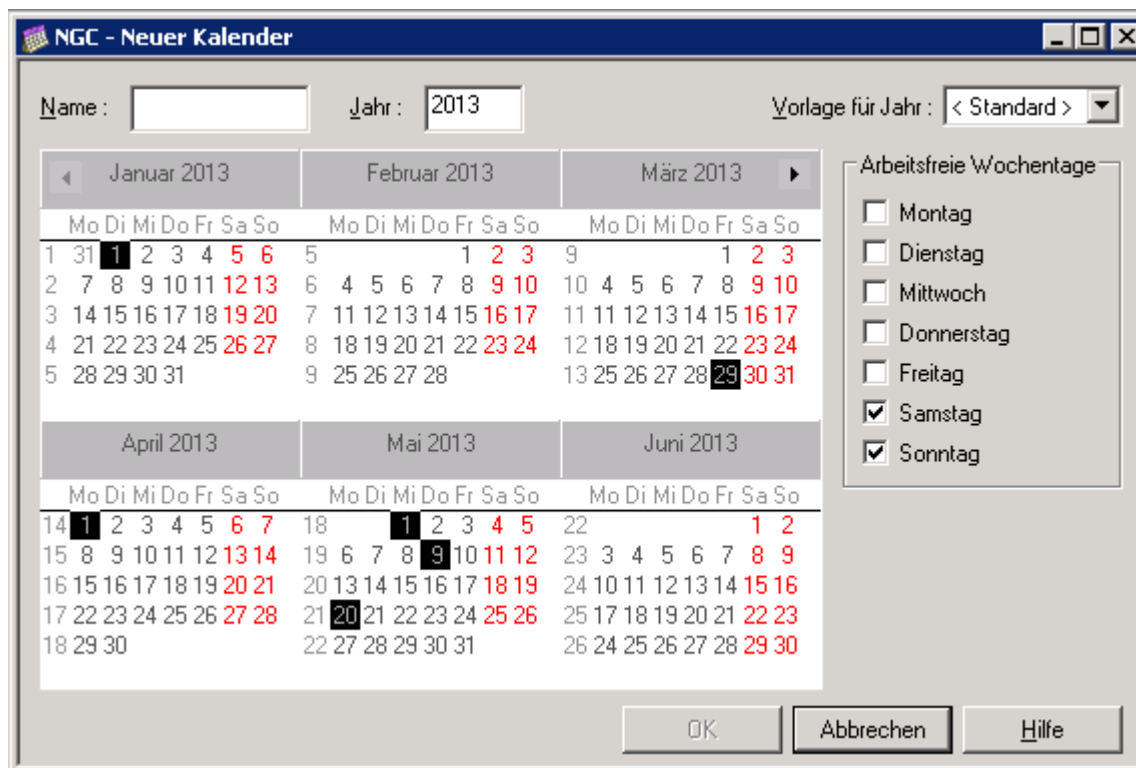 NGC - Neuer Kalender
Name : Jahr : 2013 Vorlage für Jahr : < Standard >
Januar 2013 Februar 2013 März 2013
Mo Di Mi Do Fr Sa So Mo Di Mi Do Fr Sa So Mo Di Mi Do Fr Sa So
1 31 1 2 3 4 5 6 5 1 2 3 9 1 2 3
2 7 8 9 10 11 12 13 6 4 5 6 7 8 9 10 10 4 5 6 7 8 9 10
3 14 15 16 17 18 19 20 7 11 12 13 14 15 16 17 11 11 12 13 14 15 16 17
4 21 22 23 24 25 26 27 8 18 19 20 21 22 23 24 12 18 19 20 21 22 23 24
5 28 29 30 31 9 25 26 27 28 13 25 26 27 28 29 30 31
April 2013 Mai 2013 Juni 2013
Mo Di Mi Do Fr Sa So Mo Di Mi Do Fr Sa So Mo Di Mi Do Fr Sa So
14 1 2 3 4 5 6 7 18 1 2 3 4 5 22 1 2
15 8 9 10 11 12 13 14 19 6 7 8 9 10 11 12 23 3 4 5 6 7 8 9
16 15 16 17 18 19 20 21 20 13 14 15 16 17 18 19 24 10 11 12 13 14 15 16
17 22 23 24 25 26 27 28 21 20 21 22 23 24 25 26 25 17 18 19 20 21 22 23
18 29 30 22 27 28 29 30 31 26 24 25 26 27 28 29 30
Arbeitsfreie Wochentage
Montag
Dienstag
Mittwoch
Donnerstag
Freitag
Samstag
Sonntag
OK Abbrechen Hilfe